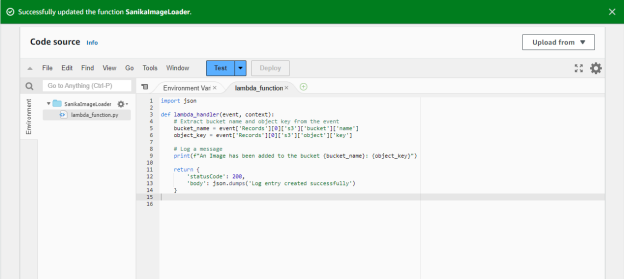 Successfully updated the function SanikaImageLoader.
Code source Info
Upload from
File Edit Find View Go Tools Window Test Deploy
Go to Anything (Ctrl-P)
Environment Var lambda_function
Environment
SanikaImageLoader
lambda_function.py
1 import json
2
3 def lambda_handler(event, context):
4 # Extract bucket name and object key from the event
5 bucket_name = event['Records'][0]['s3']['bucket']['name']
6 object_key = event['Records'][0]['s3']['object']['key']
7
8 # Log a message
9 print(f"An Image has been added to the bucket {bucket_name}: {object_key}")
10
11 return {
12 'statusCode': 200,
13 'body': json.dumps('Log entry created successfully')
14 }
15
16